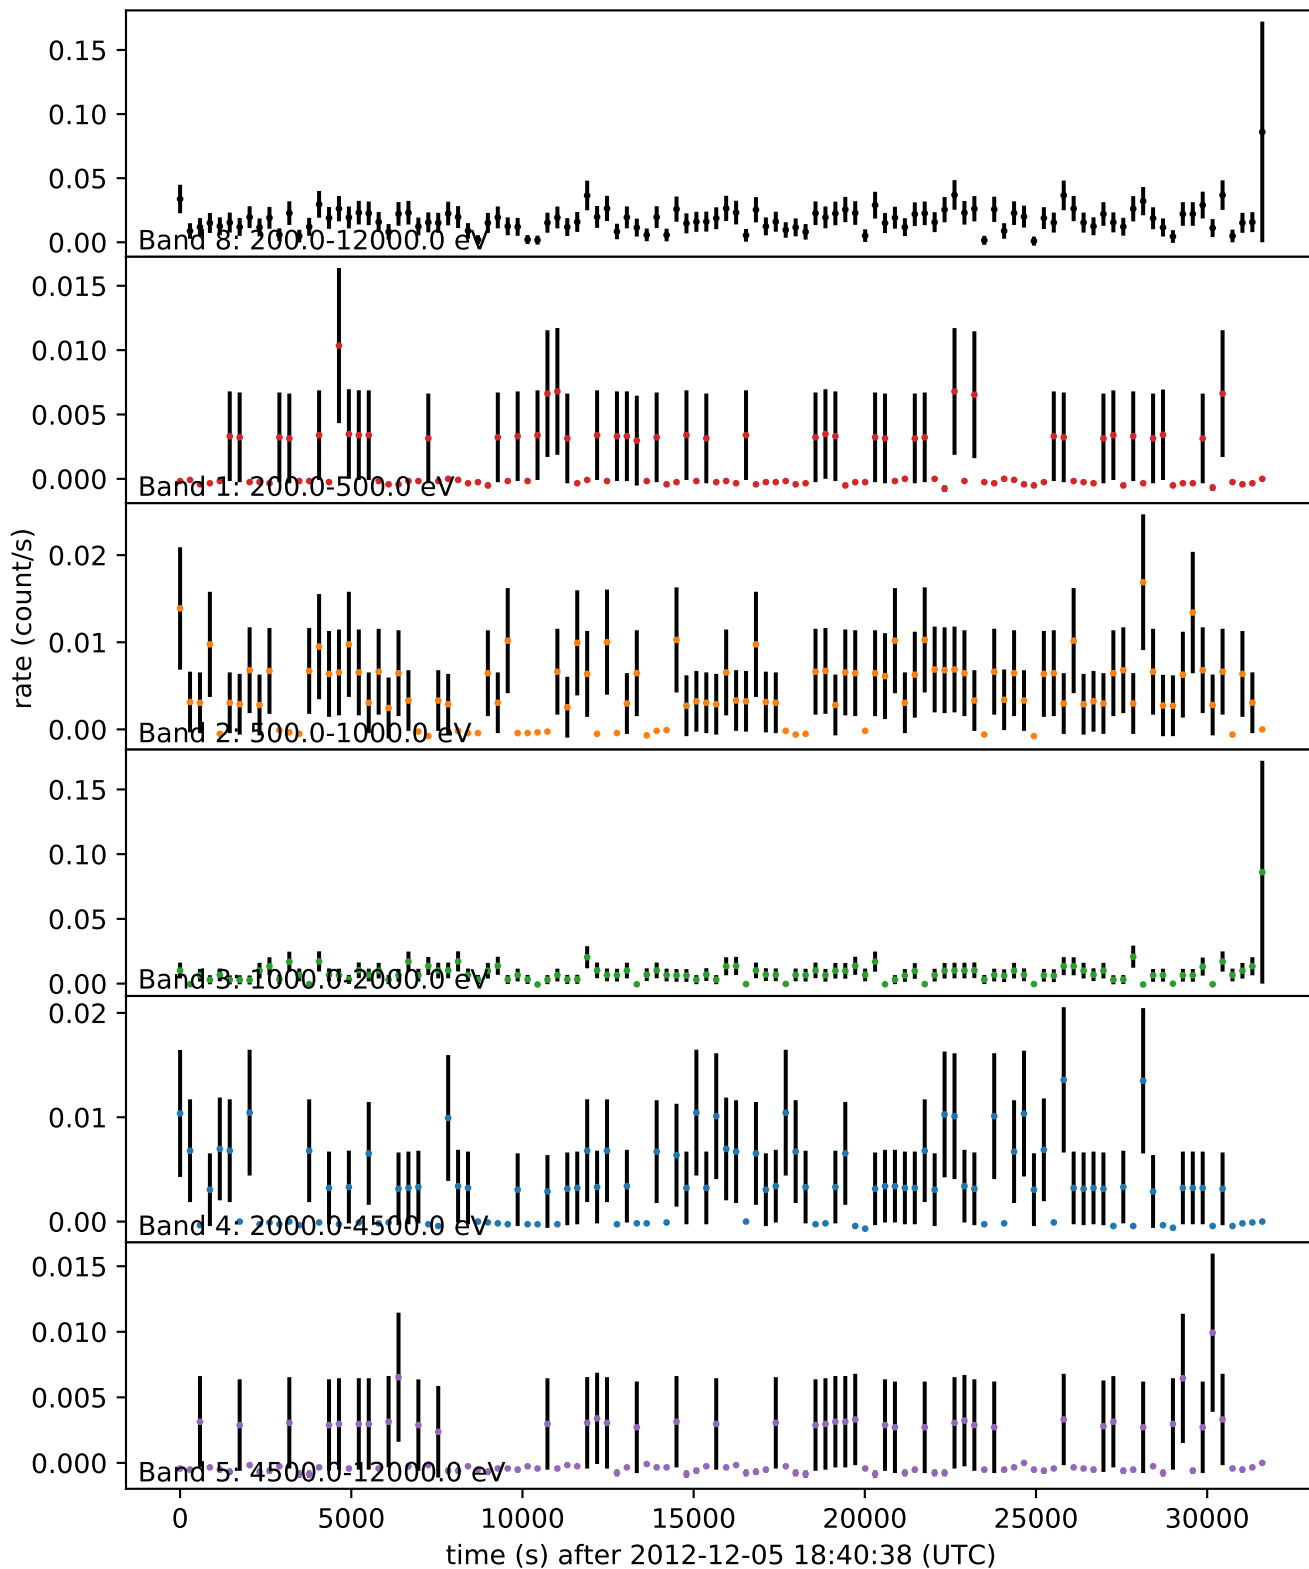 0.15
0.10
0.05
0.00
Band 8: 200.0-12000.0 eV
0.015
0.010
0.005
0.000
Band 1: 200.0-500.0 eV
rate (count/s)
0.02
0.01
0.00
Band 2: 500.0-1000.0 eV
0.15
0.10
0.05
0.00
Band 3: 1000.0-2000.0 eV
0.02
0.01
0.00
Band 4: 2000.0-4500.0 eV
0.015
0.010
0.005
0.000
Band 5: 4500.0-12000.0 eV
0 5000 10000 15000 20000 25000 30000
time (s) after 2012-12-05 18:40:38 (UTC)